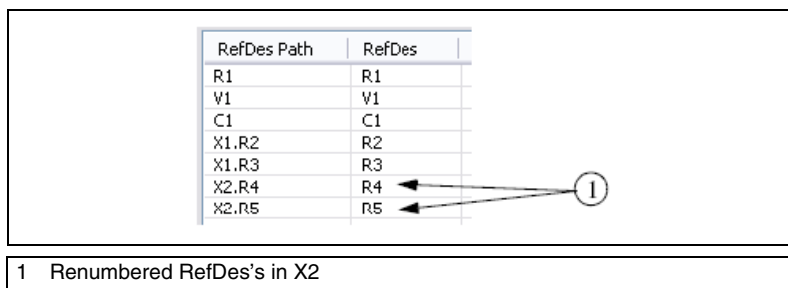 RefDes Path RefDes
R1 R1
V1 V1
C1 C1
X1.R2 R2
X1.R3 R3
X2.R4 R4
X2.R5 R5
1
1 Renumbered RefDes's in X2